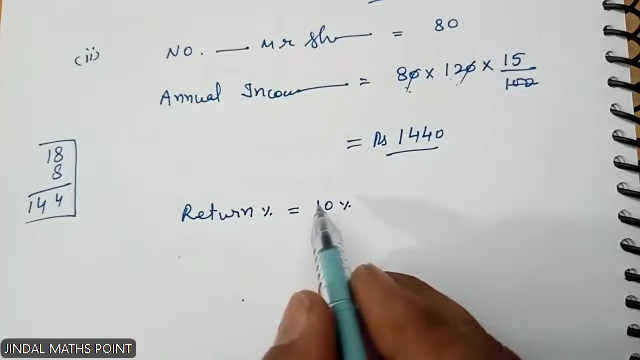 (ii) No. — Mr Sh— = 80
Annual Incom— = 80 × 120 × 15/100
= Rs 1440
18
8
144
Return % = 10 %
JINDAL MATHS POINT